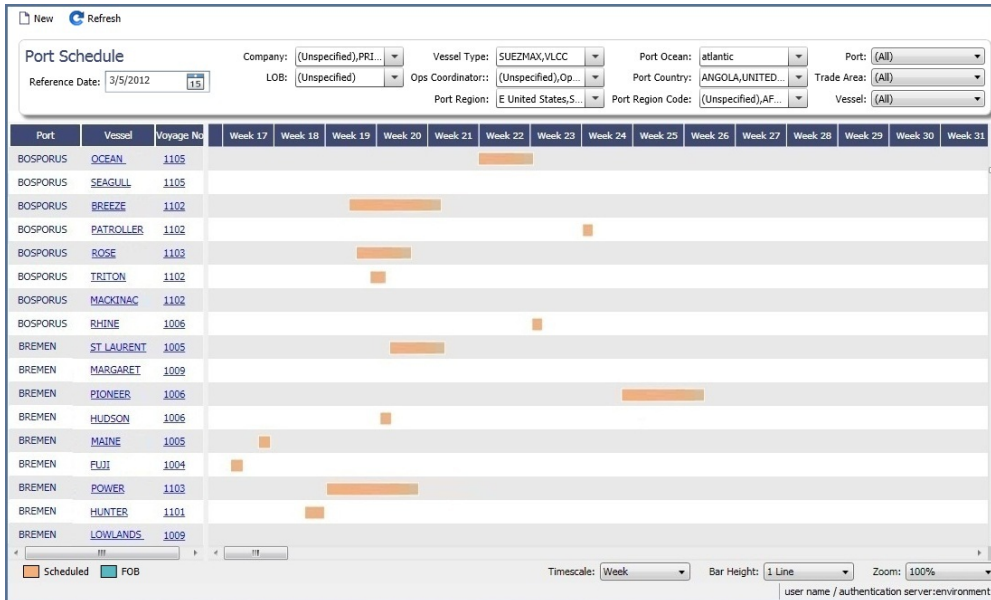 New Refresh
Port Schedule Company: (Unspecified),PRI... Vessel Type: SUEZMAX,VLCC Port Ocean: atlantic Port: (All)
Reference Date: 3/5/2012 15 LOB: (Unspecified) Ops Coordinator:: (Unspecified),Op... Port Country: ANGOLA,UNITED... Trade Area: (All)
Port Region: E United States,S... Port Region Code: (Unspecified),AF... Vessel: (All)
Port Vessel Voyage No Week 17 Week 18 Week 19 Week 20 Week 21 Week 22 Week 23 Week 24 Week 25 Week 26 Week 27 Week 28 Week 29 Week 30 Week 31
BOSPORUS OCEAN 1105
BOSPORUS SEAGULL 1105
BOSPORUS BREEZE 1102
BOSPORUS PATROLLER 1102
BOSPORUS ROSE 1103
BOSPORUS TRITON 1102
BOSPORUS MACKINAC 1102
BOSPORUS RHINE 1006
BREMEN ST LAURENT 1005
BREMEN MARGARET 1009
BREMEN PIONEER 1006
BREMEN HUDSON 1006
BREMEN MAINE 1005
BREMEN FUJI 1004
BREMEN POWER 1103
BREMEN HUNTER 1101
BREMEN LOWLANDS 1009
Scheduled FOB Timescale: Week Bar Height: 1 Line Zoom: 100%
user name / authentication server:environment